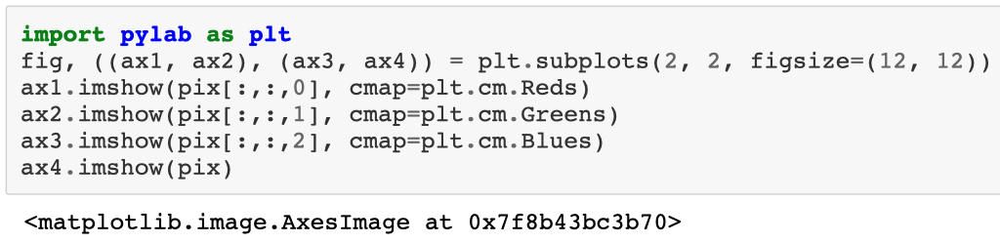 import pylab as plt
fig, ((ax1, ax2), (ax3, ax4)) = plt.subplots(2, 2, figsize=(12, 12))
ax1.imshow(pix[:,:,0], cmap=plt.cm.Reds)
ax2.imshow(pix[:,:,1], cmap=plt.cm.Greens)
ax3.imshow(pix[:,:,2], cmap=plt.cm.Blues)
ax4.imshow(pix)
<matplotlib.image.AxesImage at 0x7f8b43bc3b70>